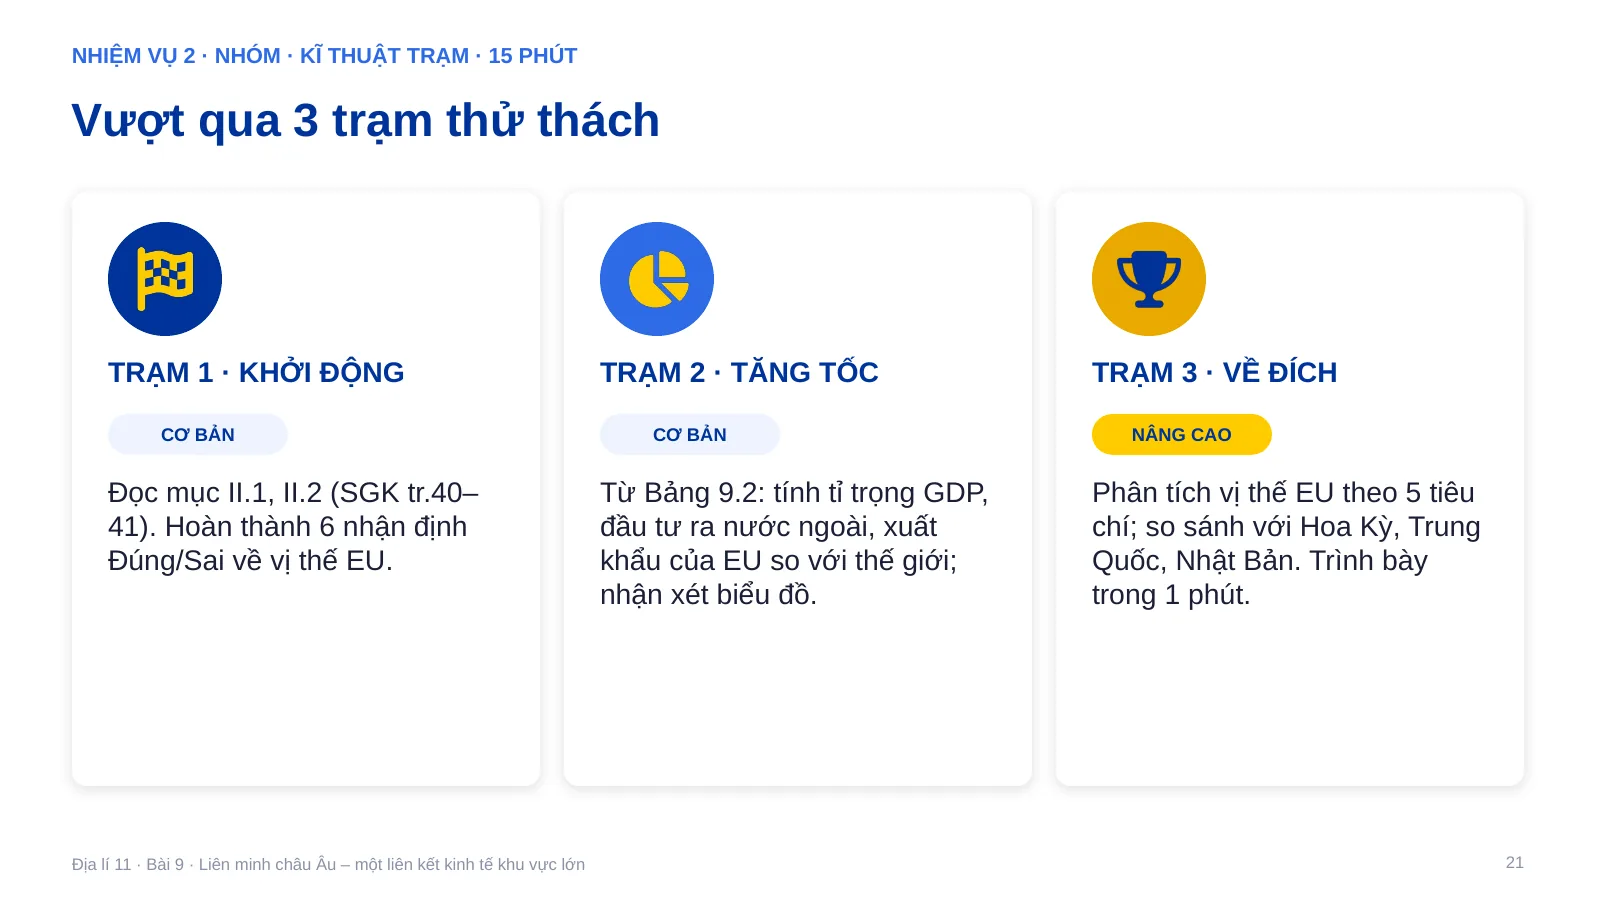 NHIỆM VỤ 2 · NHÓM · KĨ THUẬT TRẠM · 15 PHÚT
Vượt qua 3 trạm thử thách
TRẠM 1 · KHỞI ĐỘNG
CƠ BẢN
Đọc mục II.1, II.2 (SGK tr.40–
41). Hoàn thành 6 nhận định
Đúng/Sai về vị thế EU.
TRẠM 2 · TĂNG TỐC
CƠ BẢN
Từ Bảng 9.2: tính tỉ trọng GDP,
đầu tư ra nước ngoài, xuất
khẩu của EU so với thế giới;
nhận xét biểu đồ.
TRẠM 3 · VỀ ĐÍCH
NÂNG CAO
Phân tích vị thế EU theo 5 tiêu
chí; so sánh với Hoa Kỳ, Trung
Quốc, Nhật Bản. Trình bày
trong 1 phút.
Địa lí 11 · Bài 9 · Liên minh châu Âu – một liên kết kinh tế khu vực lớn
21